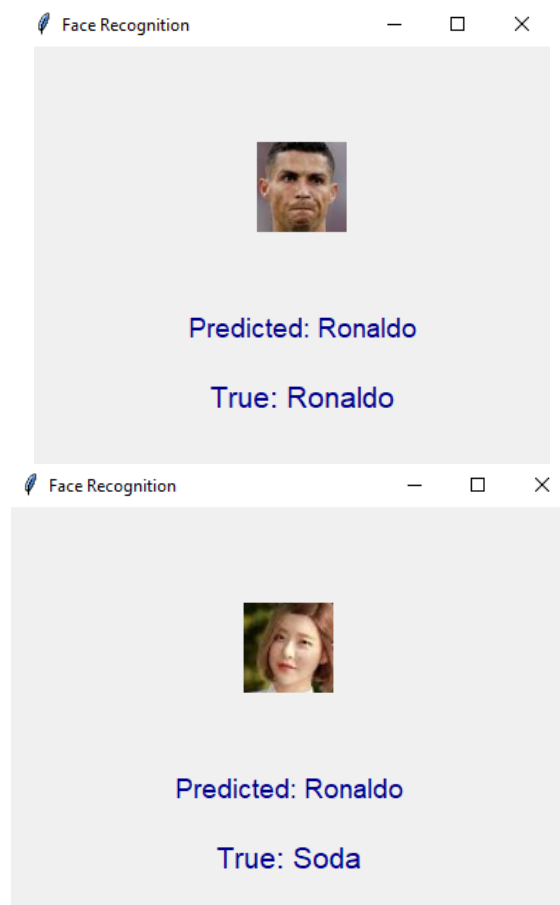 Face Recognition
Predicted: Ronaldo
True: Ronaldo
Face Recognition
Predicted: Ronaldo
True: Soda